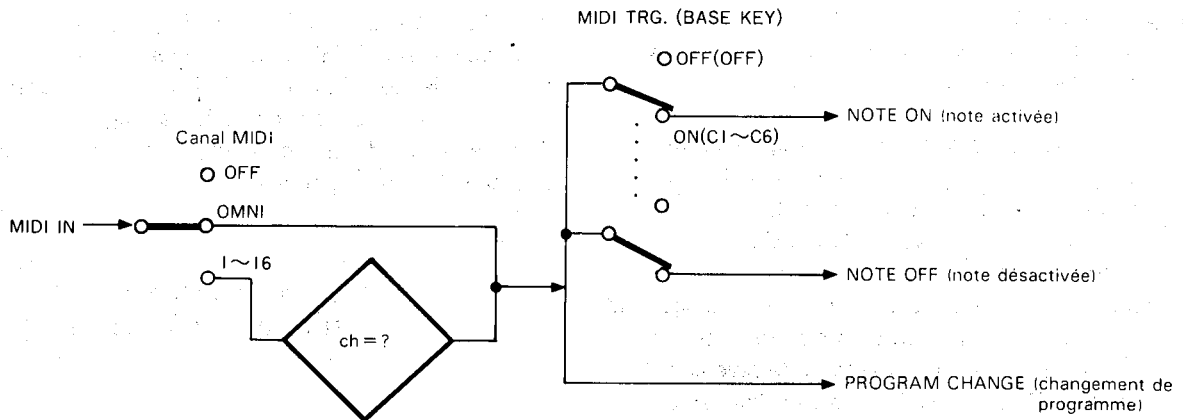 MIDI TRG. (BASE KEY)
OFF(OFF)
NOTE ON (note activée)
ON(C1～C6)
Canal MIDI
OFF
OMNI
MIDI IN
1～16
NOTE OFF (note désactivée)
ch = ?
PROGRAM CHANGE (changement de
programme)